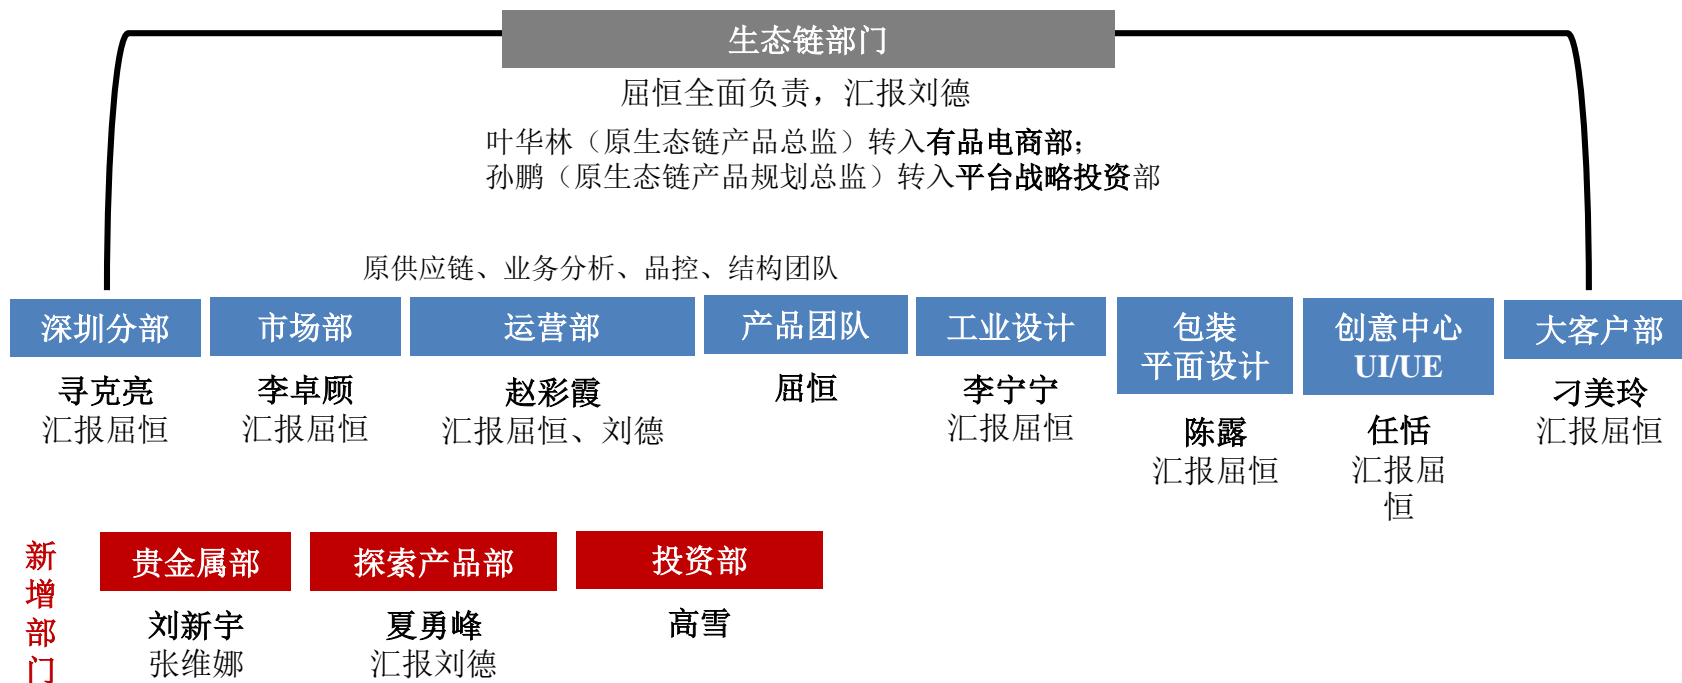 生态链部门
屈恒全面负责，汇报刘德
叶华林（原生态链产品总监）转入有品电商部；
孙鹏（原生态链产品规划总监）转入平台战略投资部
原供应链、业务分析、品控、结构团队
深圳分部
寻克亮
汇报屈恒
市场部
李卓顾
汇报屈恒
运营部
赵彩霞
汇报屈恒、刘德
产品团队
屈恒
工业设计
李宁宁
汇报屈恒
包装
平面设计
陈露
汇报屈恒
创意中心
UI/UE
任恬
汇报屈
恒
大客户部
刁美玲
汇报屈恒
新
增
部
门
贵金属部
刘新宇
张维娜
探索产品部
夏勇峰
汇报刘德
投资部
高雪